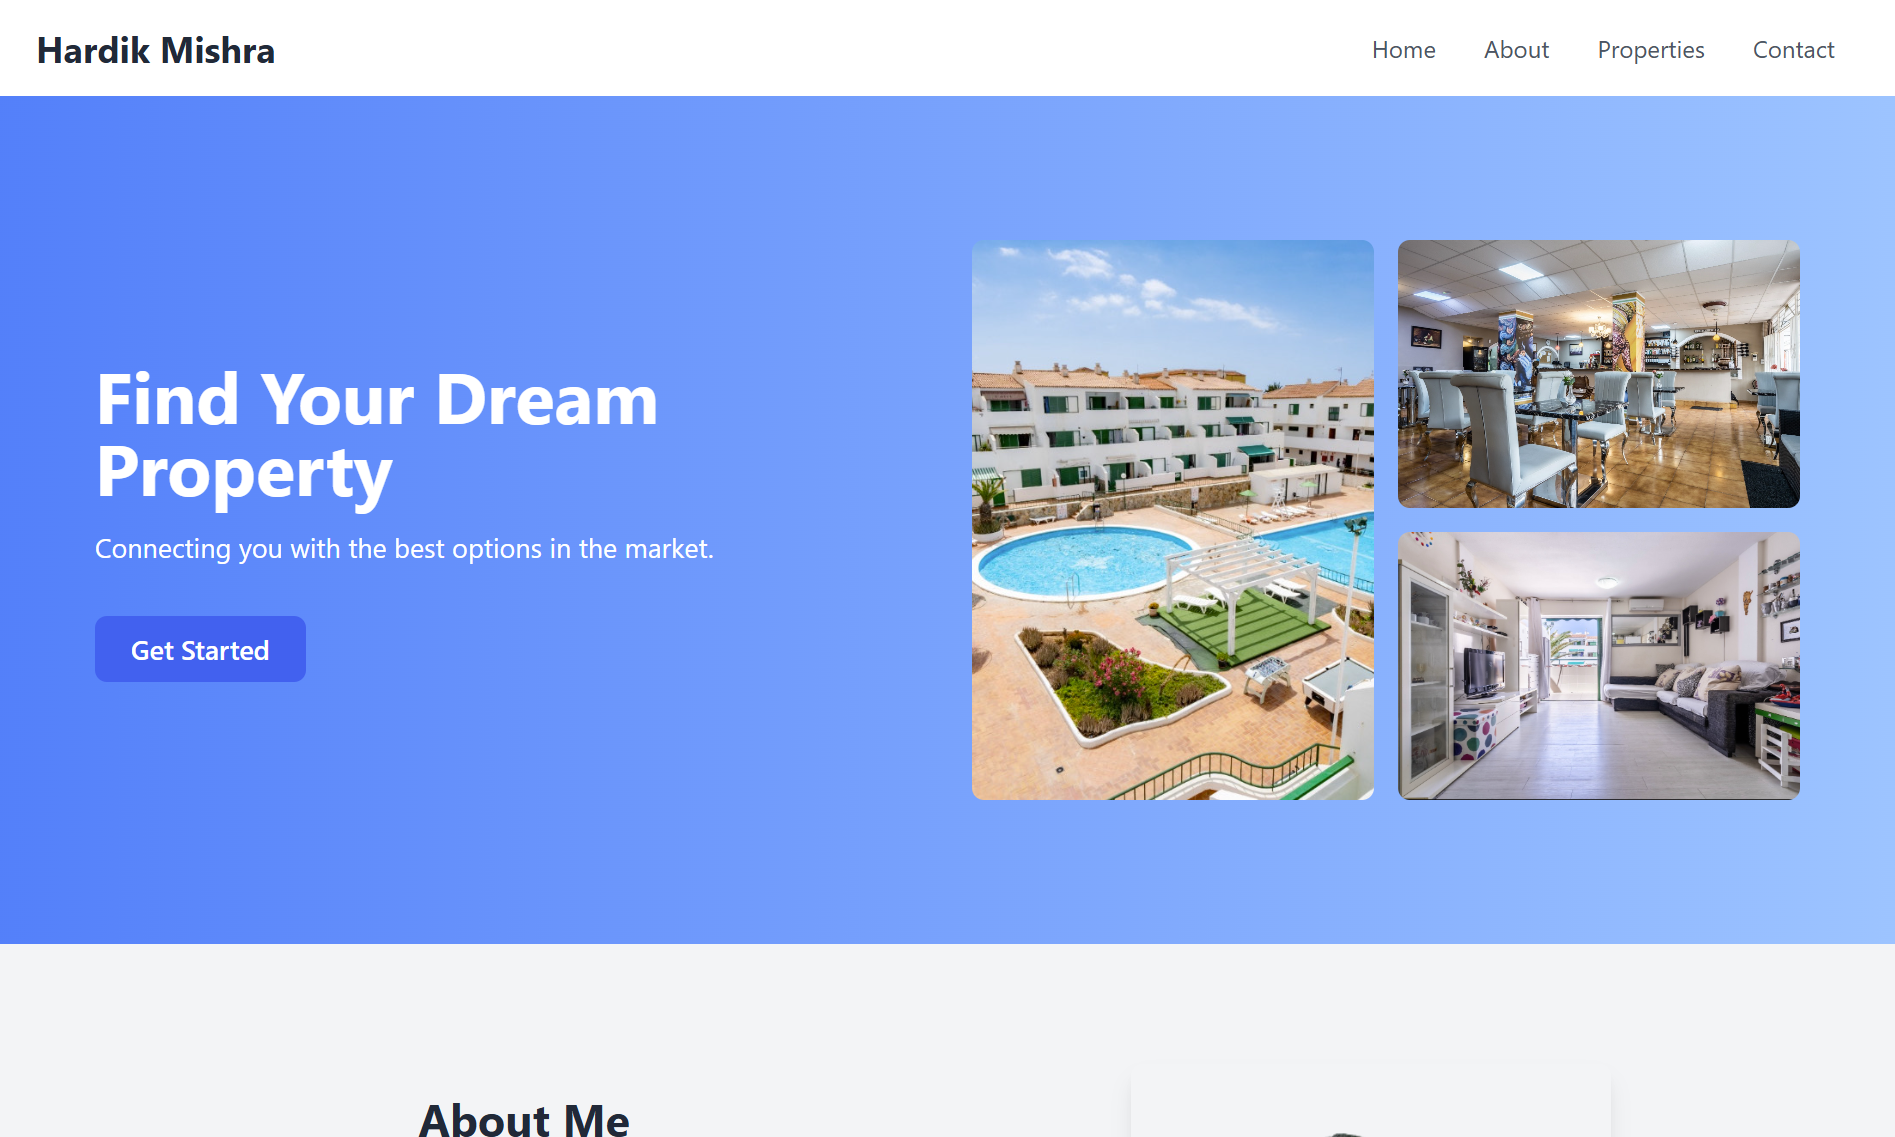 Hardik Mishra
Home
About
Properties
Contact
Find Your Dream
Property
Connecting you with the best options in the market.
Get Started
About Me